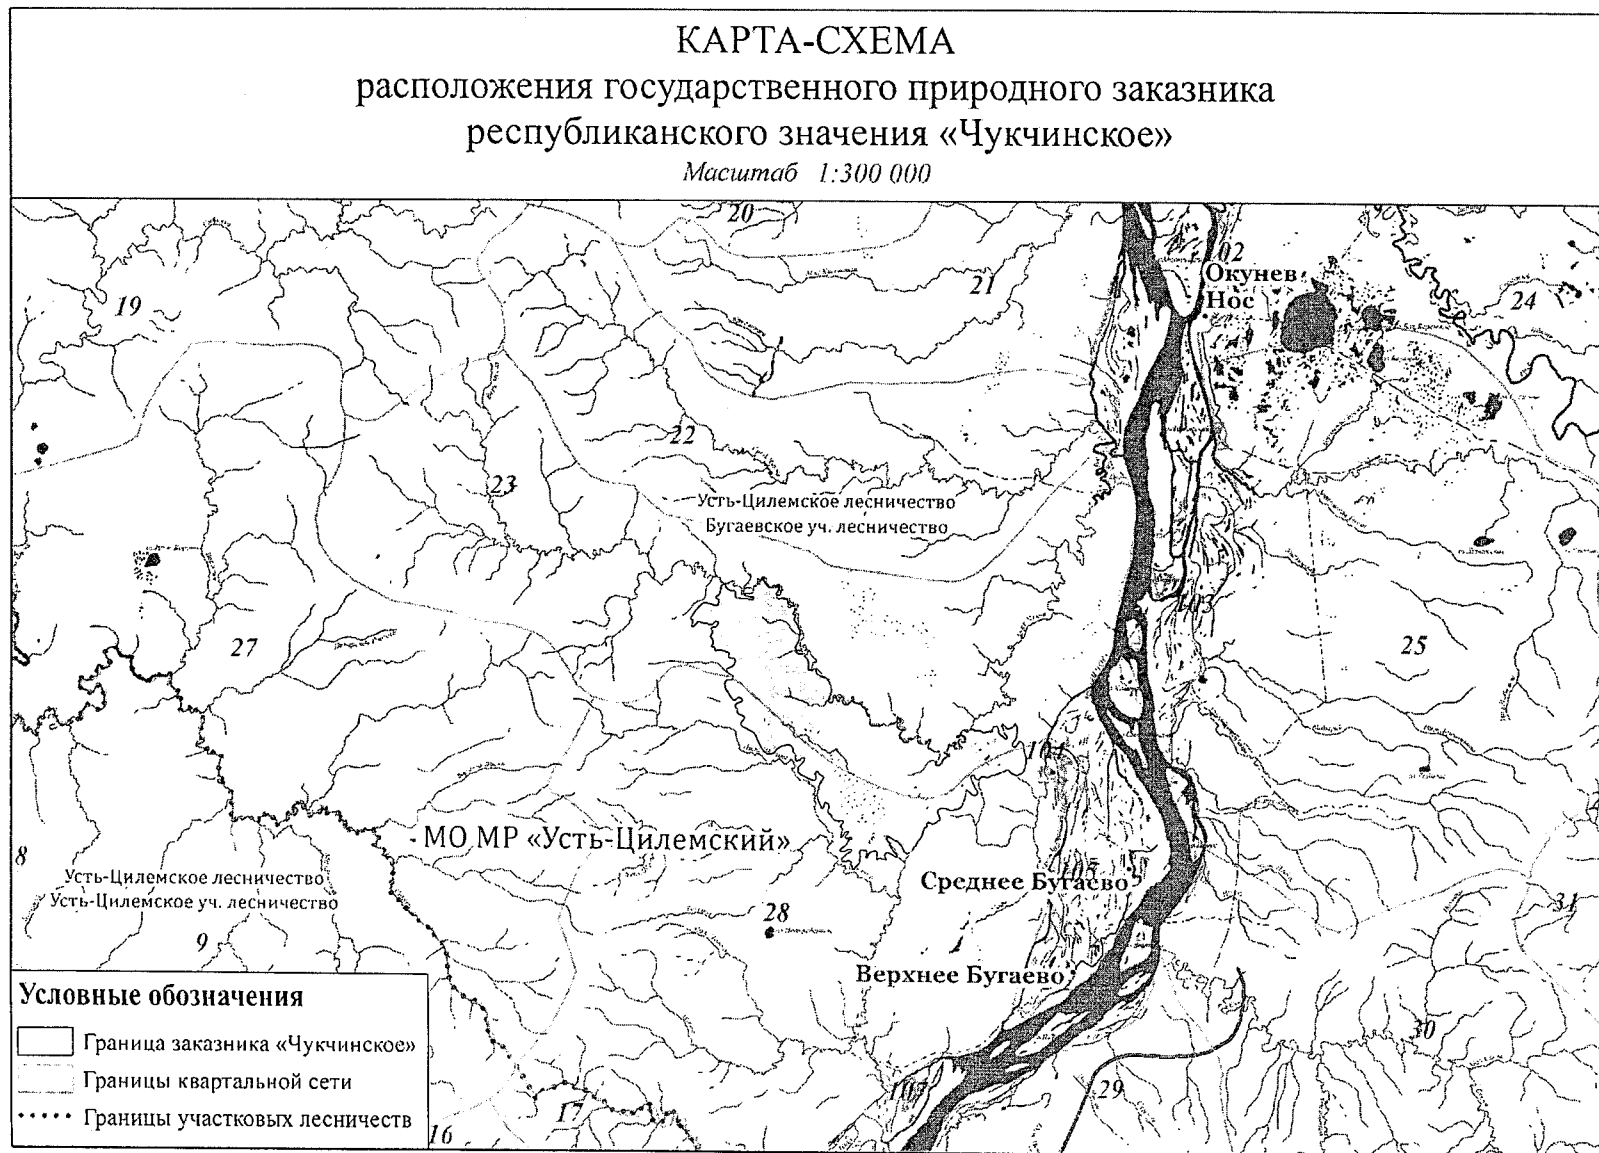 КАРТА-СХЕМА
расположения государственного природного заказника
республиканского значения «Чукчинское»
Масштаб 1:300 000
20
102
Окунев
Нос
21
24
19
22
23
Усть-Цилемское лесничество
Бугаевское уч. лесничество
103
25
27
104
МО МР «Усть-Цилемский»
8
Усть-Цилемское лесничество
Усть-Цилемское уч. лесничество
105
Среднее Бугаево
31
28
9
Верхнее Бугаево
30
29
107
17
16
Условные обозначения
Граница заказника «Чукчинское»
Границы квартальной сети
Границы участковых лесничеств